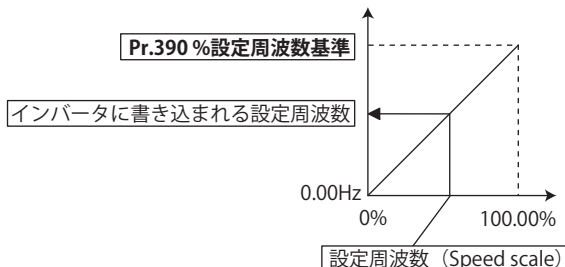 Pr.390 %設定周波数基準
インバータに書き込まれる設定周波数
0.00Hz
0%
100.00%
設定周波数（Speed scale）